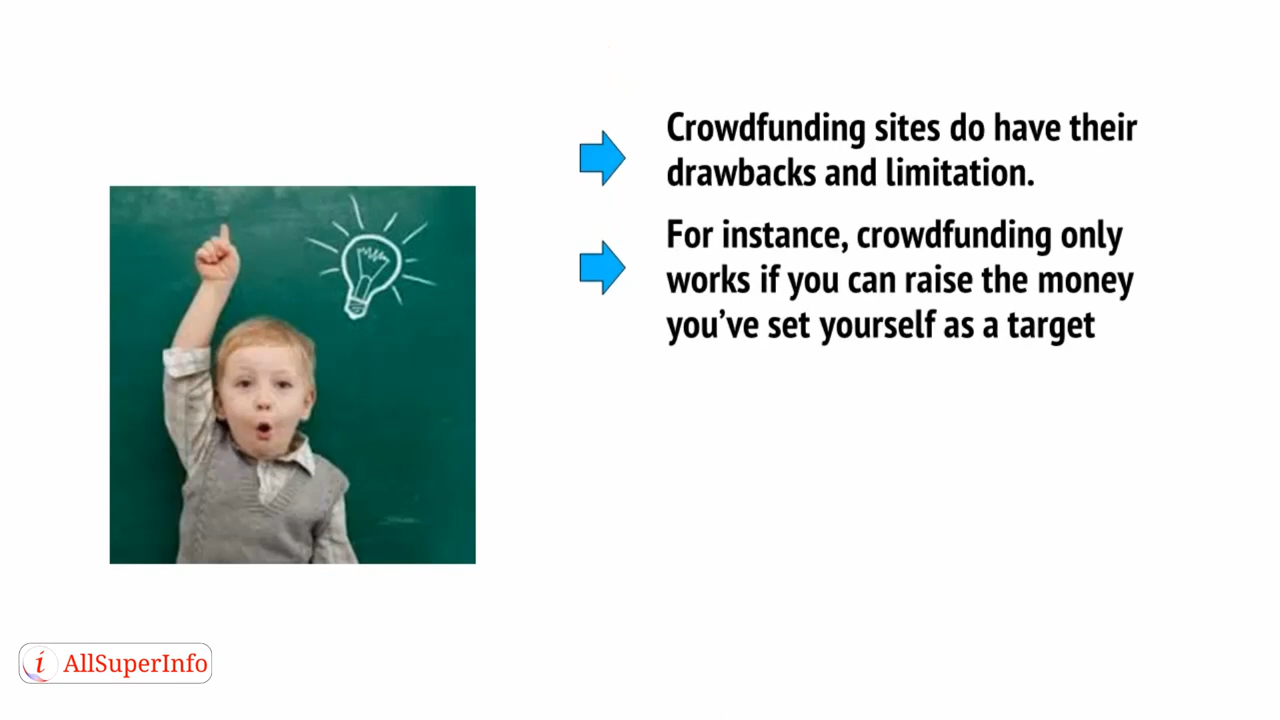 Crowdfunding sites do have their
drawbacks and limitation.
For instance, crowdfunding only
works if you can raise the money
you've set yourself as a target
i AllSuperInfo